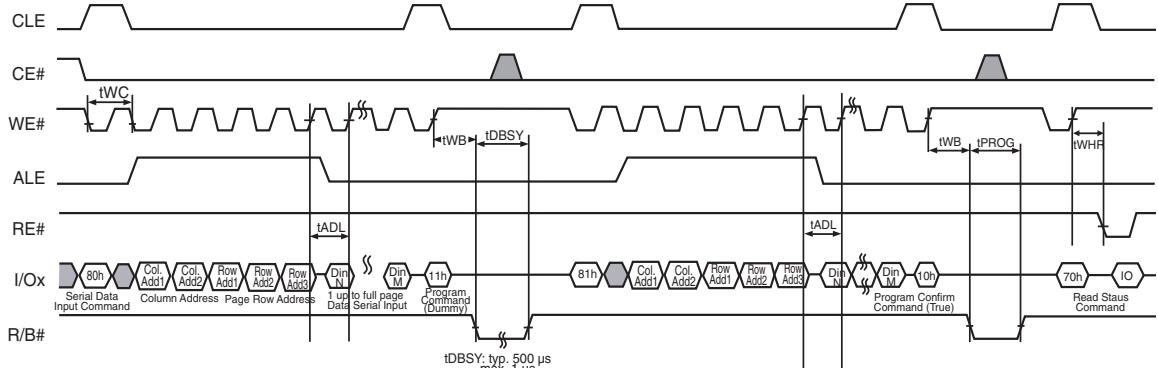 CLE
CE#
tWC
WE#
tWB
tDBSY
tWB
tPROG
tWHR
ALE
RE#
tADL
tADL
I/Ox
80h
Col. Add1
Col. Add2
Row Add1
Row Add2
Row Add3
Din N
Din M
11h
81h
Col. Add1
Col. Add2
Row Add1
Row Add2
Row Add3
Din N
Din M
10h
70h
IO
Serial Data
Input Command
Column Address
Page Row Address
1 up to full page
Data Serial Input
Program
Command
(Dummy)
Program Confirm
Command (True)
Read Staus
Command
R/B#
tDBSY: typ. 500 µs
max. 1 µs